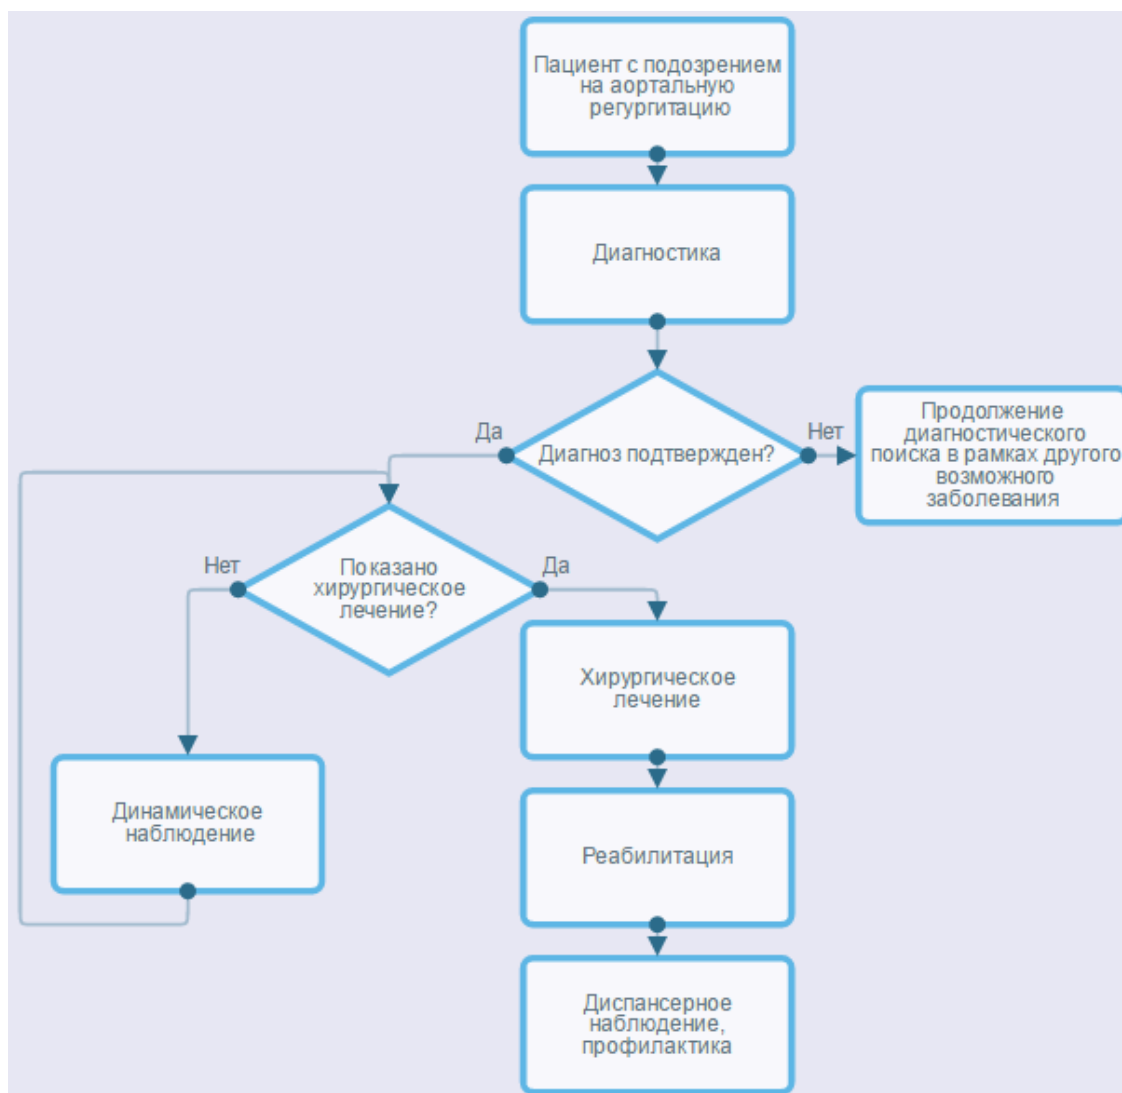 Пациент с подозрением
на аортальную
регургитацию
Диагностика
Диагноз подтвержден?
Да
Нет
Продолжение
диагностического
поиска в рамках другого
возможного
заболевания
Показано
хирургическое
лечение?
Нет
Да
Хирургическое
лечение
Динамическое
наблюдение
Реабилитация
Диспансерное
наблюдение,
профилактика